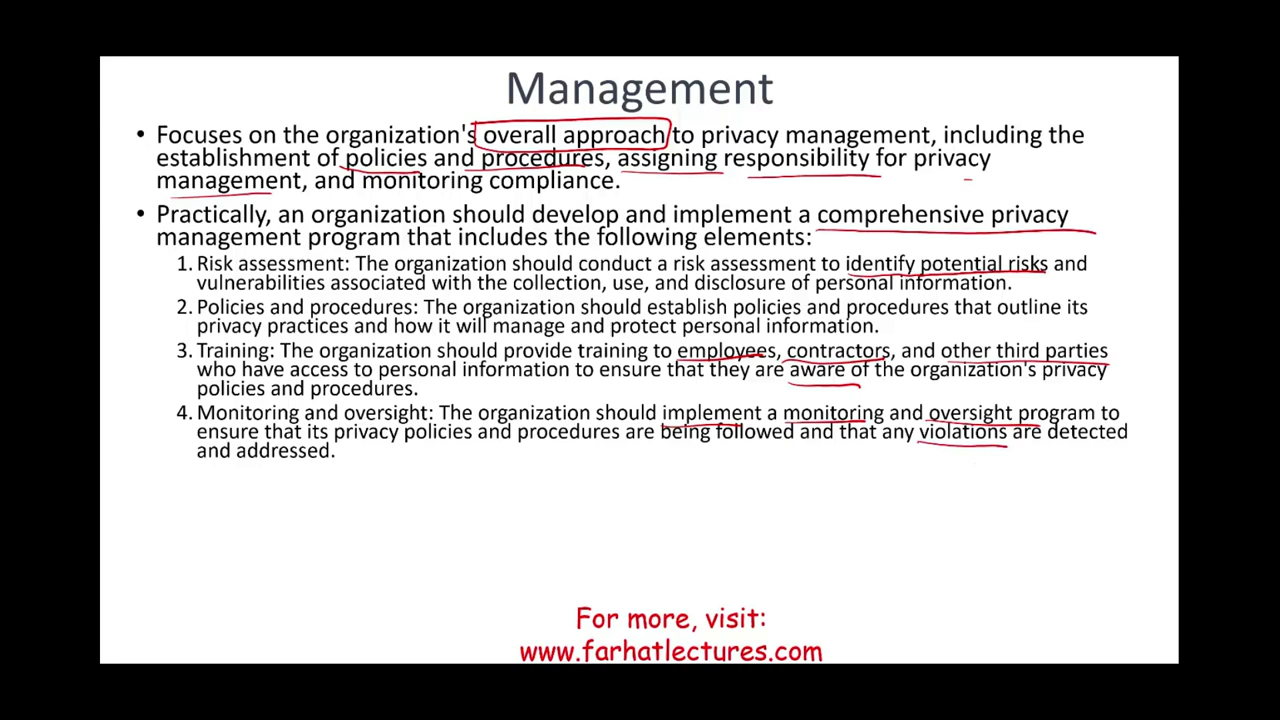 Management
• Focuses on the organization's overall approach to privacy management, including the
establishment of policies and procedures, assigning responsibility for privacy
management, and monitoring compliance.
• Practically, an organization should develop and implement a comprehensive privacy
management program that includes the following elements:
1. Risk assessment: The organization should conduct a risk assessment to identify potential risks and
vulnerabilities associated with the collection, use, and disclosure of personal information.
2. Policies and procedures: The organization should establish policies and procedures that outline its
privacy practices and how it will manage and protect personal information.
3. Training: The organization should provide training to employees, contractors, and other third parties
who have access to personal information to ensure that they are aware of the organization's privacy
policies and procedures.
4. Monitoring and oversight: The organization should implement a monitoring and oversight program to
ensure that its privacy policies and procedures are being followed and that any violations are detected
and addressed.
For more, visit:
www.farhatlectures.com